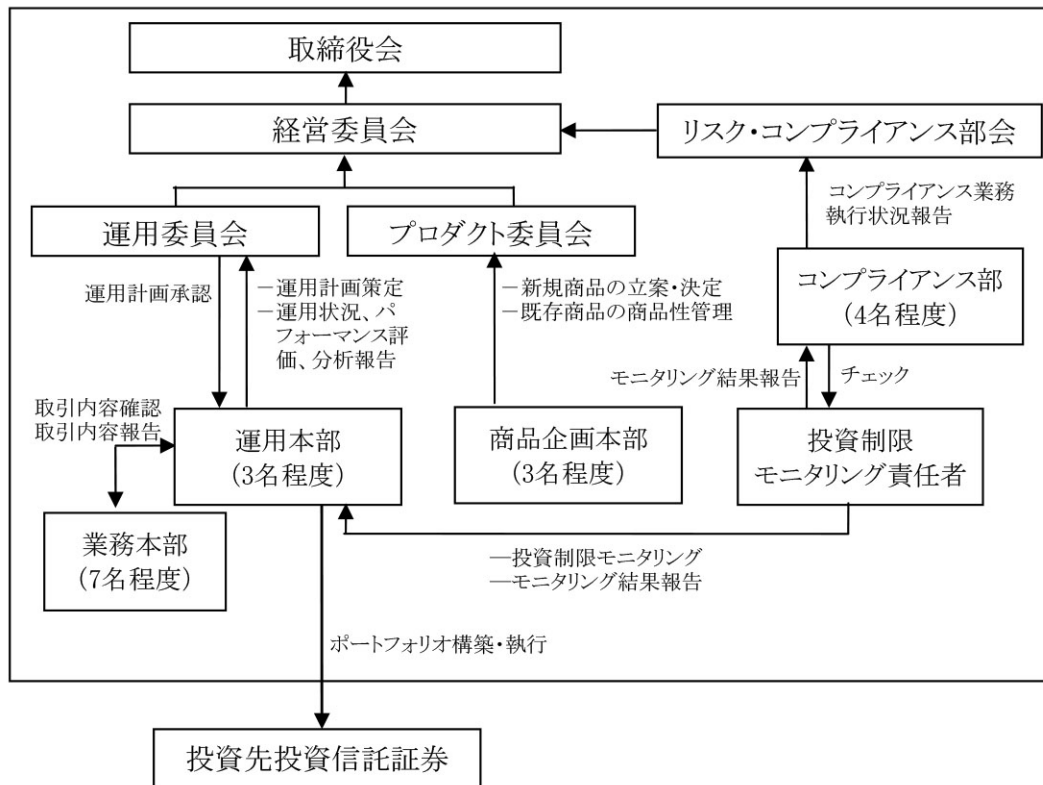 取締役会
経営委員会
リスク・コンプライアンス部会
コンプライアンス業務
執行状況報告
運用委員会
プロダクト委員会
運用計画承認
－運用計画策定
－運用状況、パ
フォーマンス評
価、分析報告
－新規商品の立案・決定
－既存商品の商品性管理
コンプライアンス部
(4名程度)
モニタリング結果報告
チェック
取引内容確認
取引内容報告
運用本部
(3名程度)
商品企画本部
(3名程度)
投資制限
モニタリング責任者
業務本部
(7名程度)
―投資制限モニタリング
―モニタリング結果報告
ポートフォリオ構築・執行
投資先投資信託証券